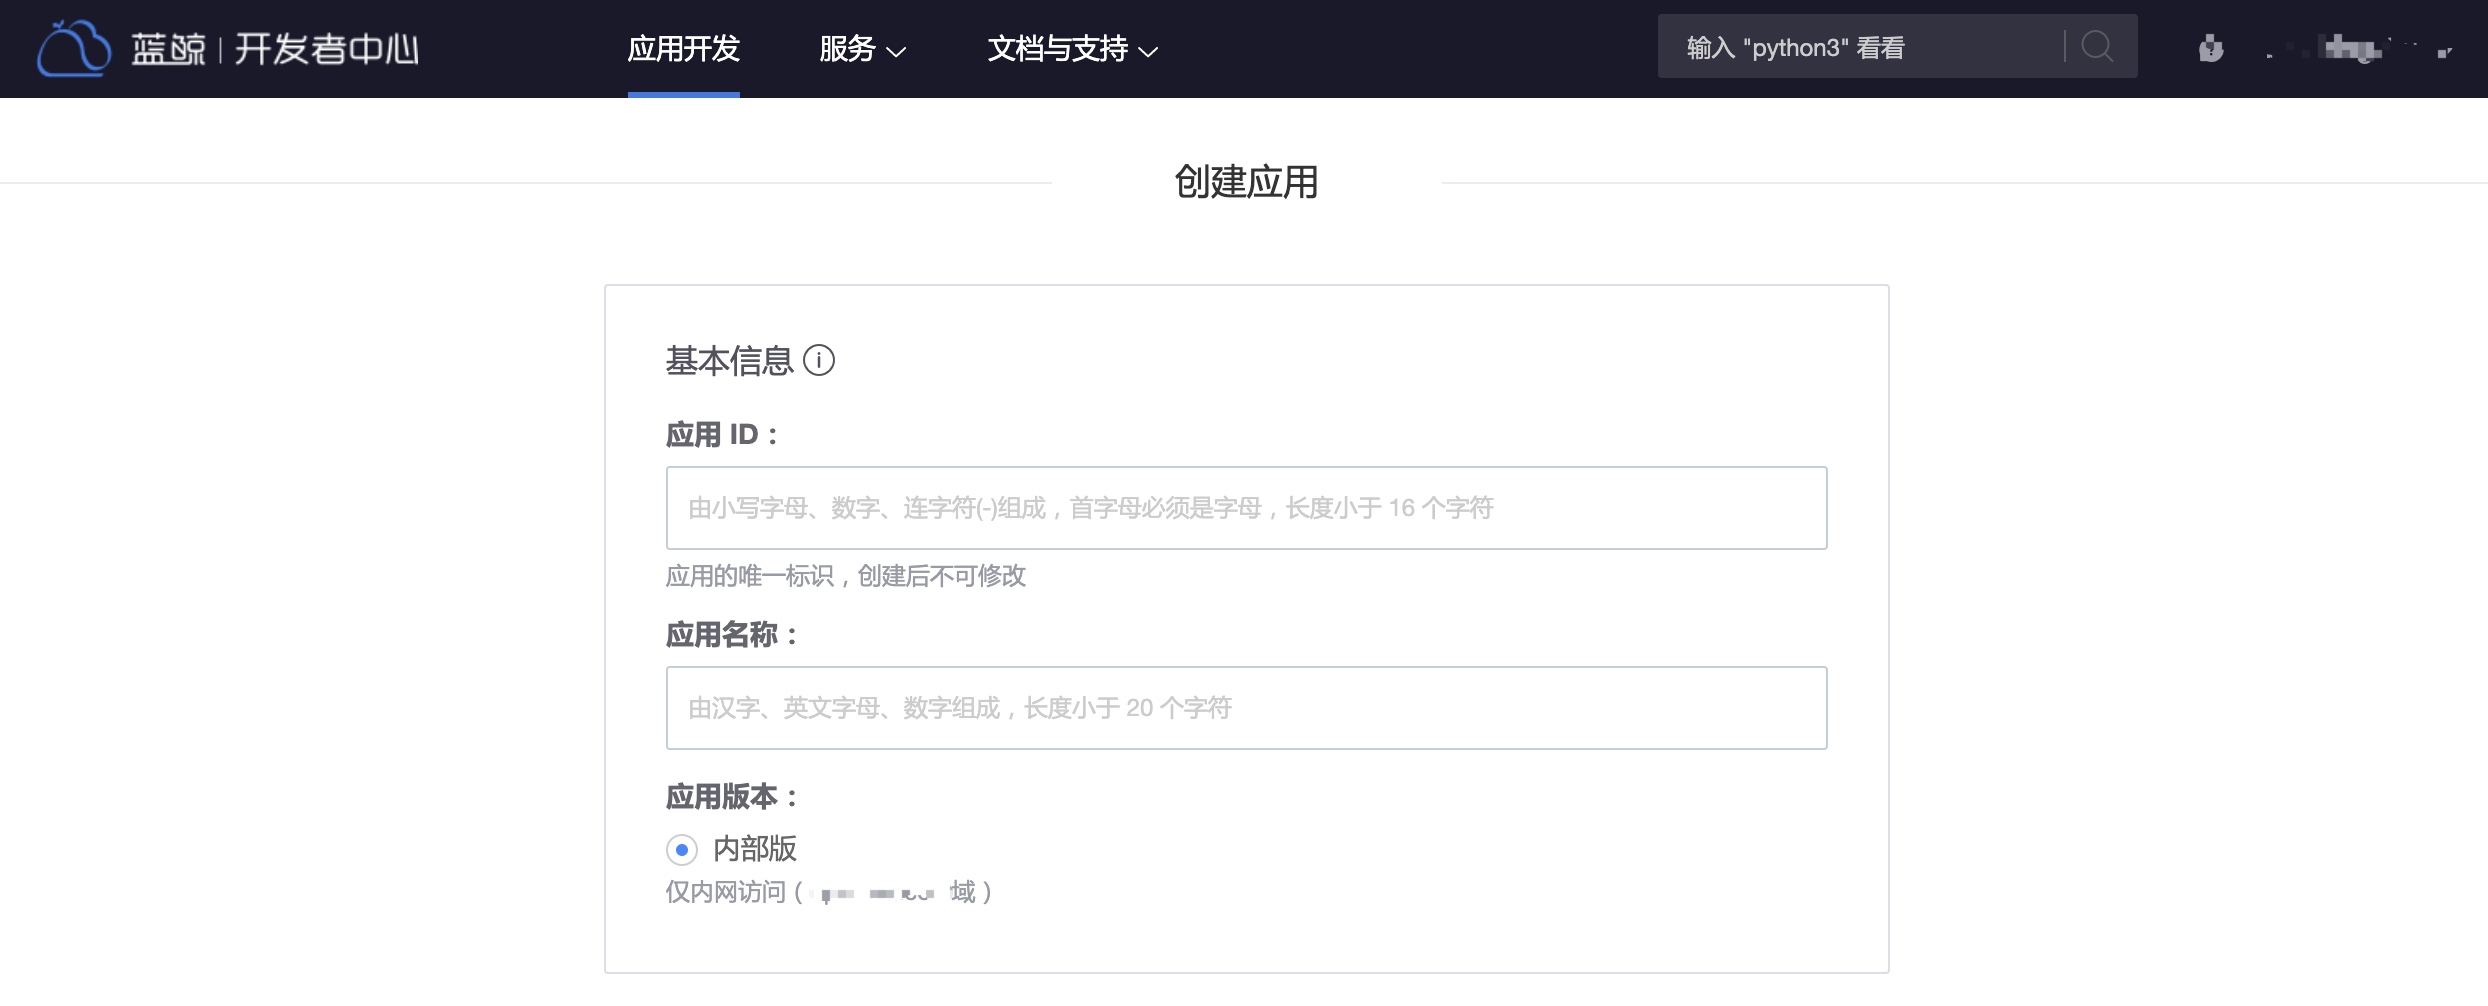 蓝鲸 | 开发者中心 应用开发 服务 文档与支持 输入 "python3" 看看
创建应用
基本信息
应用 ID：
由小写字母、数字、连字符(-)组成，首字母必须是字母，长度小于 16 个字符
应用的唯一标识，创建后不可修改
应用名称：
由汉字、英文字母、数字组成，长度小于 20 个字符
应用版本：
内部版
仅内网访问（ 域）